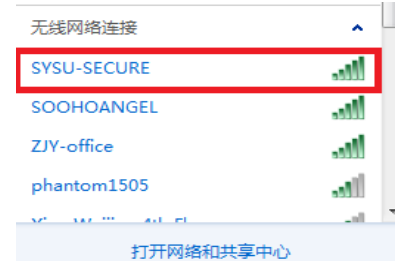 无线网络连接
SYSU-SECURE
SOOHOANGEL
ZJY-office
phantom1505
打开网络和共享中心